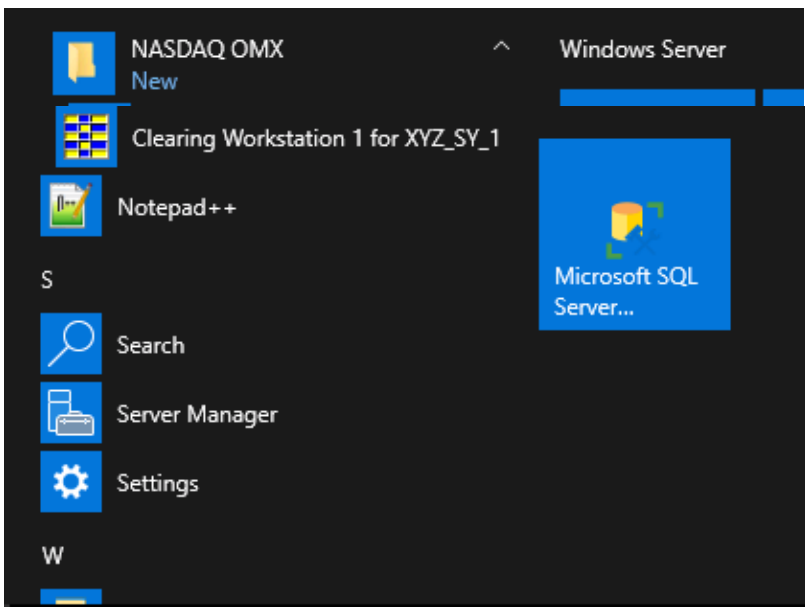 NASDAQ OMX
New
Clearing Workstation 1 for XYZ_SY_1
Notepad++
S
Search
Server Manager
Settings
W
Windows Server
Microsoft SQL
Server...